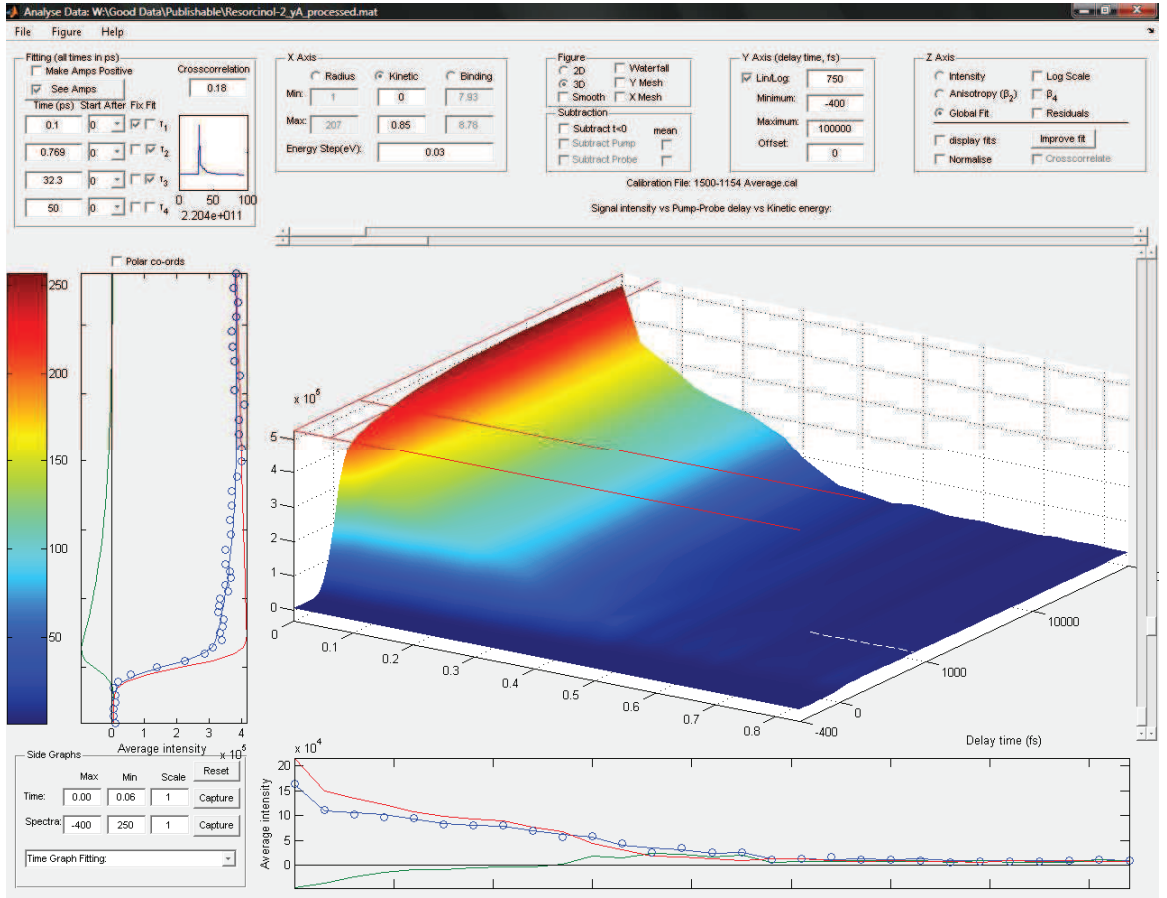 Analyse Data: W:\Good Data\Publishable\Resorcinol-2_yA_processed.mat
File Figure Help
Fitting (all times in ps)
Make Amps Positive
See Amps
Crosscorrelation
0.18
Time (ps) Start After Fix Fit
0.1 0 τ1
0.769 0 τ2
32.3 0 τ3
50 0 τ4
0 50 100
2.204e+011
X Axis
Radius Kinetic Binding
Min: 1 0 7.93
Max: 207 0.85 8.78
Energy Step(eV): 0.03
Figure
2D Waterfall
3D Y Mesh
Smooth X Mesh
Subtraction
Subtract t<0 mean
Subtract Pump
Subtract Probe
Y Axis (delay time, fs)
Lin/Log: 750
Minimum: -400
Maximum: 100000
Offset: 0
Z Axis
Intensity Log Scale
Anisotropy (β2) β4
Global Fit Residuals
display fits Improve fit
Normalise Crosscorrelate
Calibration File: 1500-1154 Average.cal
Signal intensity vs Pump-Probe delay vs Kinetic energy:
Polar co-ords
250
200
150
100
50
0 1 2 3 4
Average intensity x 10^5
x 10^5
5
4
3
2
1
0
0 0.1 0.2 0.3 0.4 0.5 0.6 0.7 0.8
-400 0 1000 10000
Delay time (fs)
Side Graphs
Max Min Scale Reset
Time: 0.00 0.06 1 Capture
Spectra: -400 250 1 Capture
Time Graph Fitting:
x 10^4
20
15
10
5
0
Average intensity